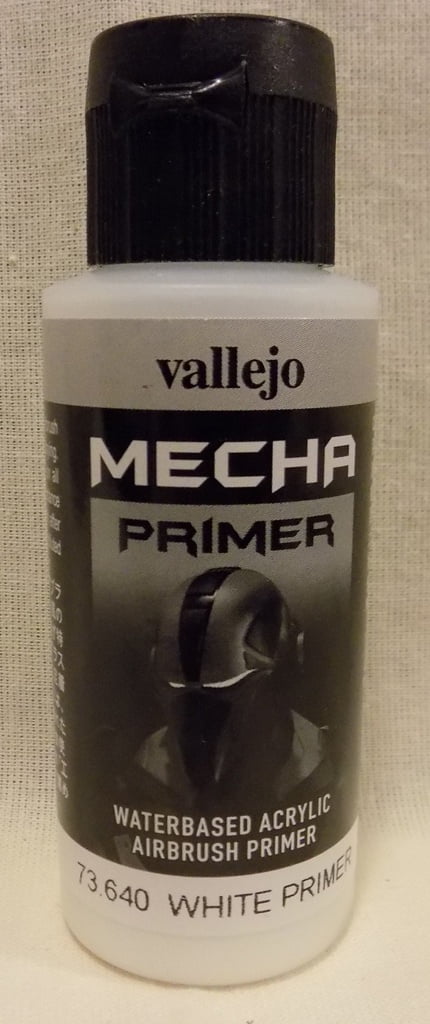 vallejo
MECHA
PRIMER
WATERBASED ACRYLIC
AIRBRUSH PRIMER
73.640 WHITE PRIMER